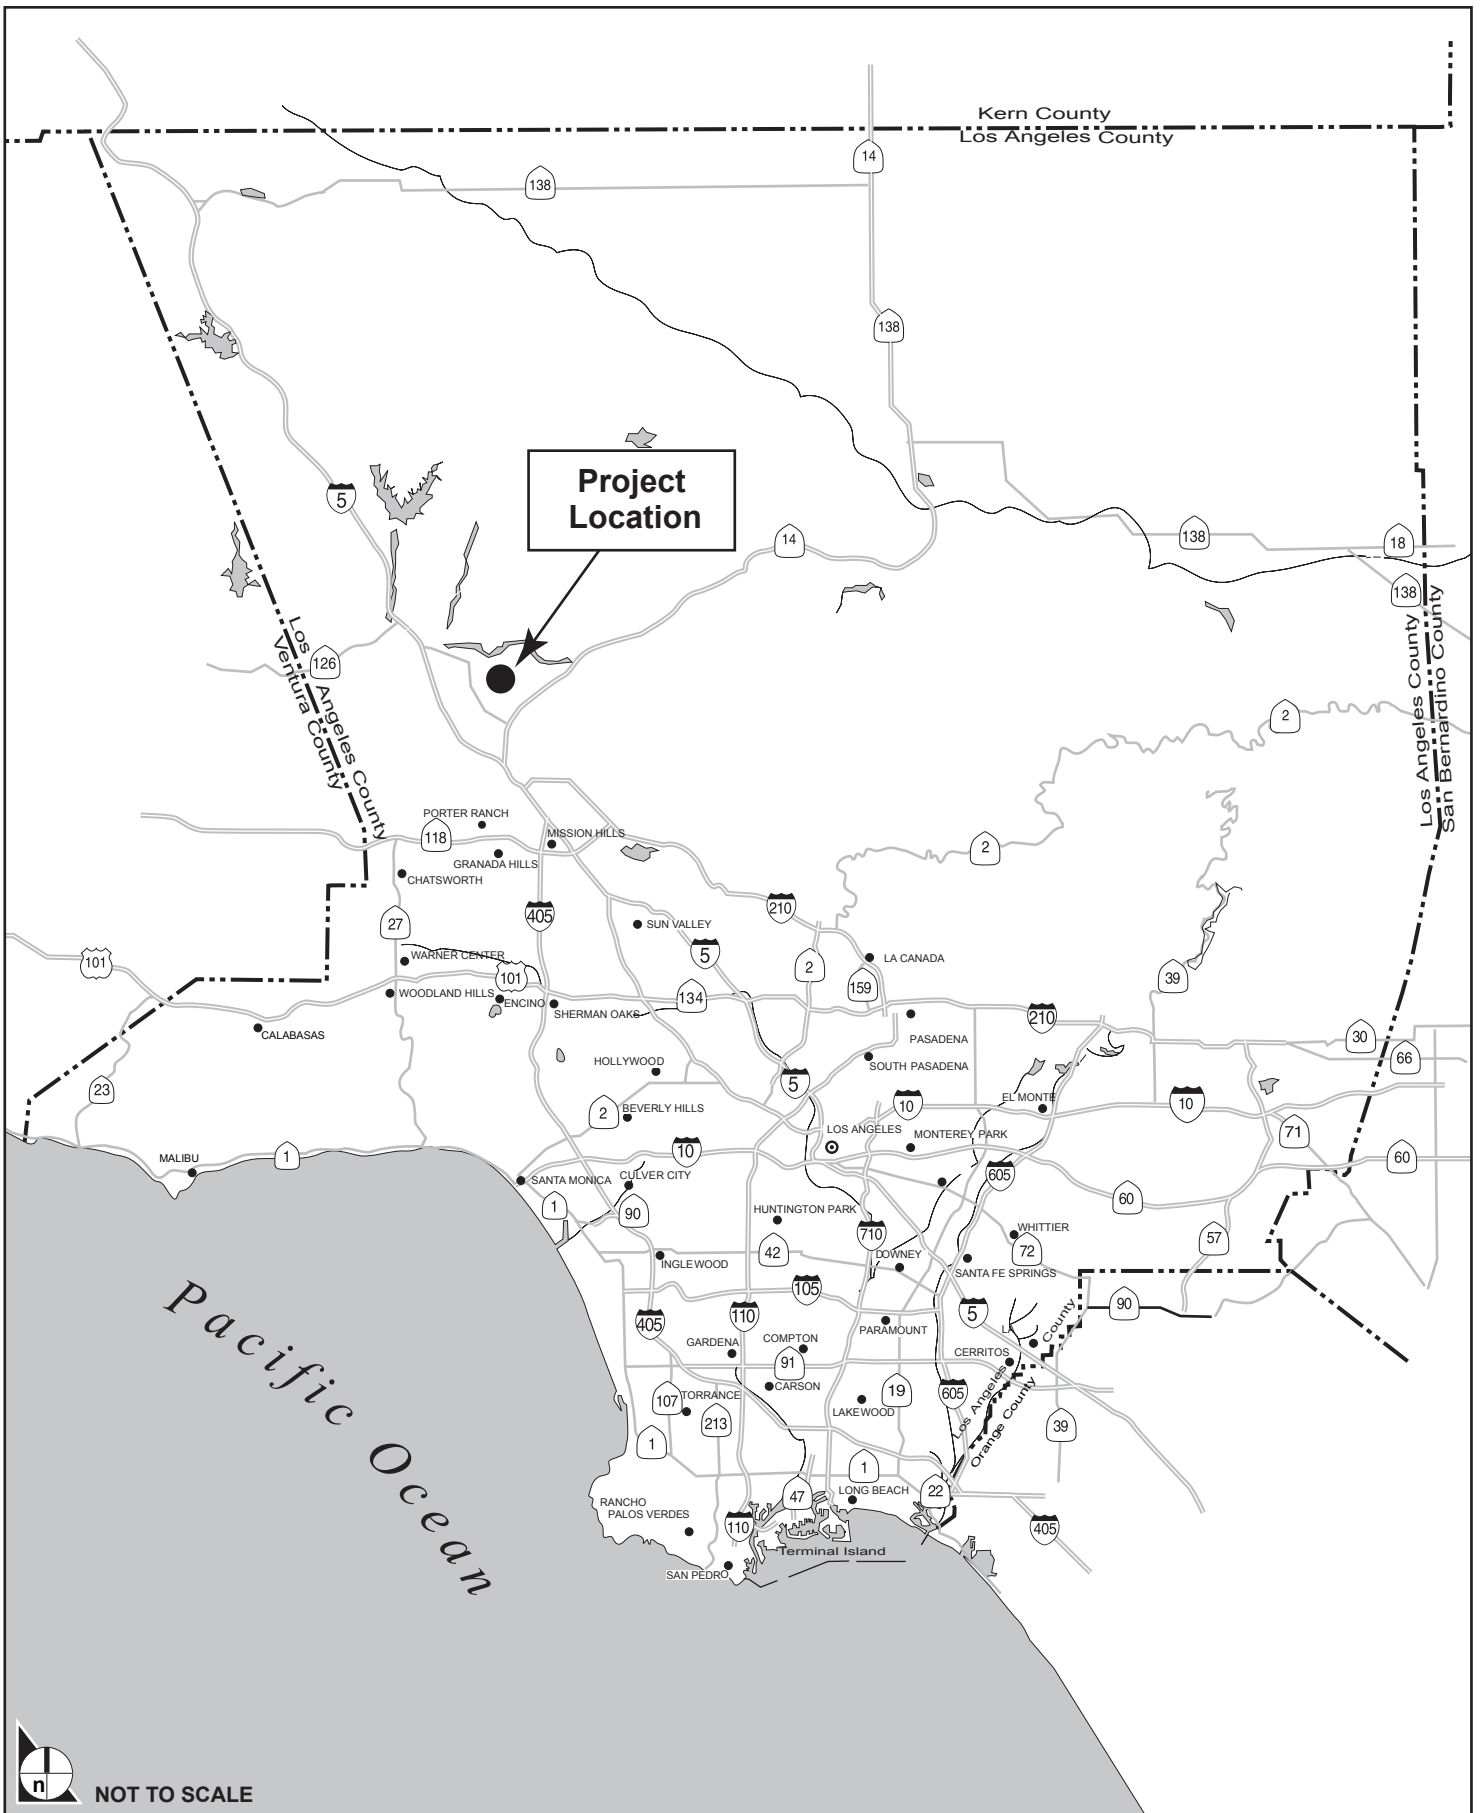 Kern County
Los Angeles County
14
138
138
Project
Location
5
14
138
18
138
Los Angeles County
Ventura County
126
Los Angeles County
San Bernardino County
2
PORTER RANCH
118
MISSION HILLS
GRANADA HILLS
CHATSWORTH
2
27
405
210
SUN VALLEY
5
101
WARNER CENTER
101
2
LA CANADA
159
39
WOODLAND HILLS
ENCINO
134
SHERMAN OAKS
210
CALABASAS
PASADENA
30
66
HOLLYWOOD
SOUTH PASADENA
5
23
2
BEVERLY HILLS
10
EL MONTE
10
LOS ANGELES
MONTEREY PARK
71
MALIBU
1
10
60
SANTA MONICA
CULVER CITY
605
60
1
90
HUNTINGTON PARK
710
WHITTIER
72
57
42
DOWNEY
INGLEWOOD
SANTA FE SPRINGS
105
405
110
5
90
PARAMOUNT
LA
County
GARDENA
COMPTON
91
CERRITOS
CARSON
107
TORRANCE
213
LAKEWOOD
19
605
Los Angeles
Orange County
39
1
1
LONG BEACH
22
47
RANCHO
PALOS VERDES
110
405
Terminal Island
SAN PEDRO
Pacific Ocean
n
NOT TO SCALE